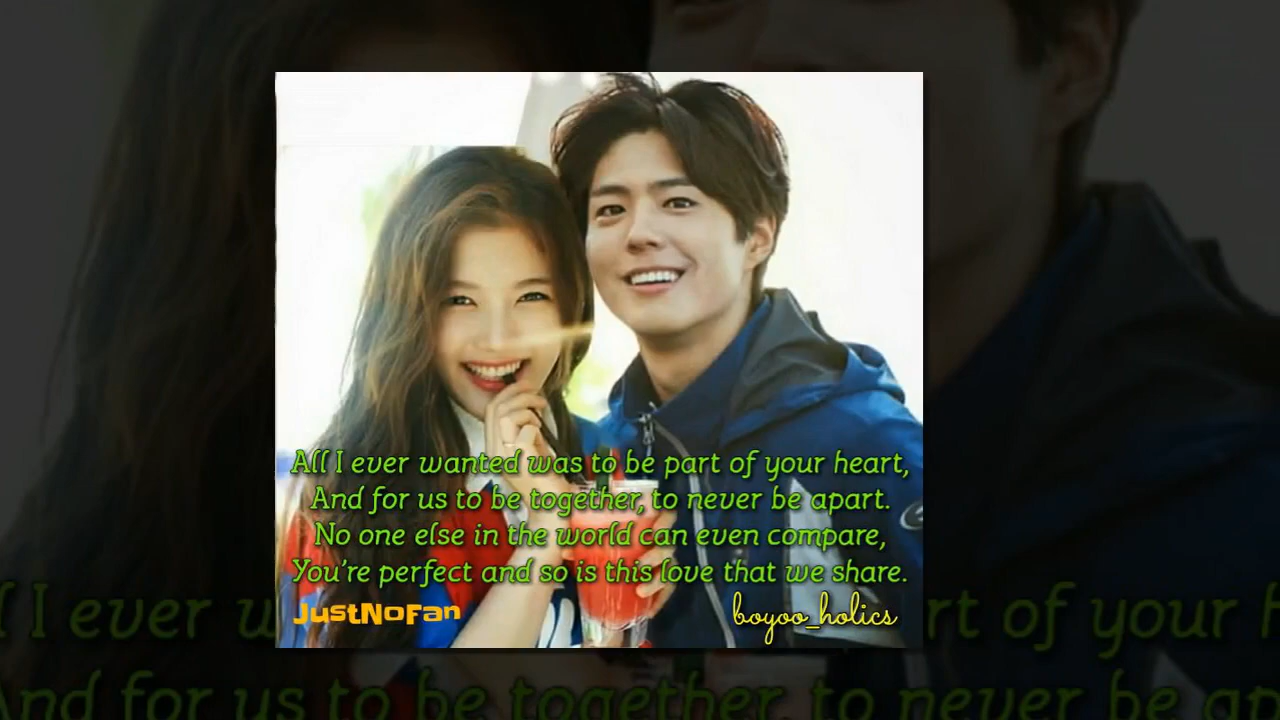 All I ever wanted was to be part of your heart,
And for us to be together, to never be apart.
No one else in the world can even compare,
You're perfect and so is this love that we share.
JustNoFan
boyoo_holics